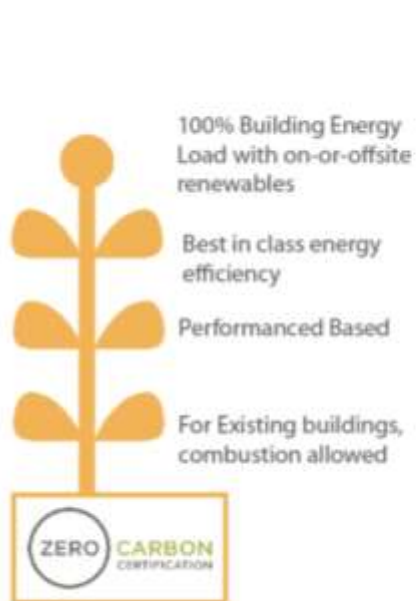 100% Building Energy
Load with on-or-offsite
renewables
Best in class energy
efficiency
Performanced Based
For Existing buildings,
combustion allowed
ZERO CARBON
CERTIFICATION